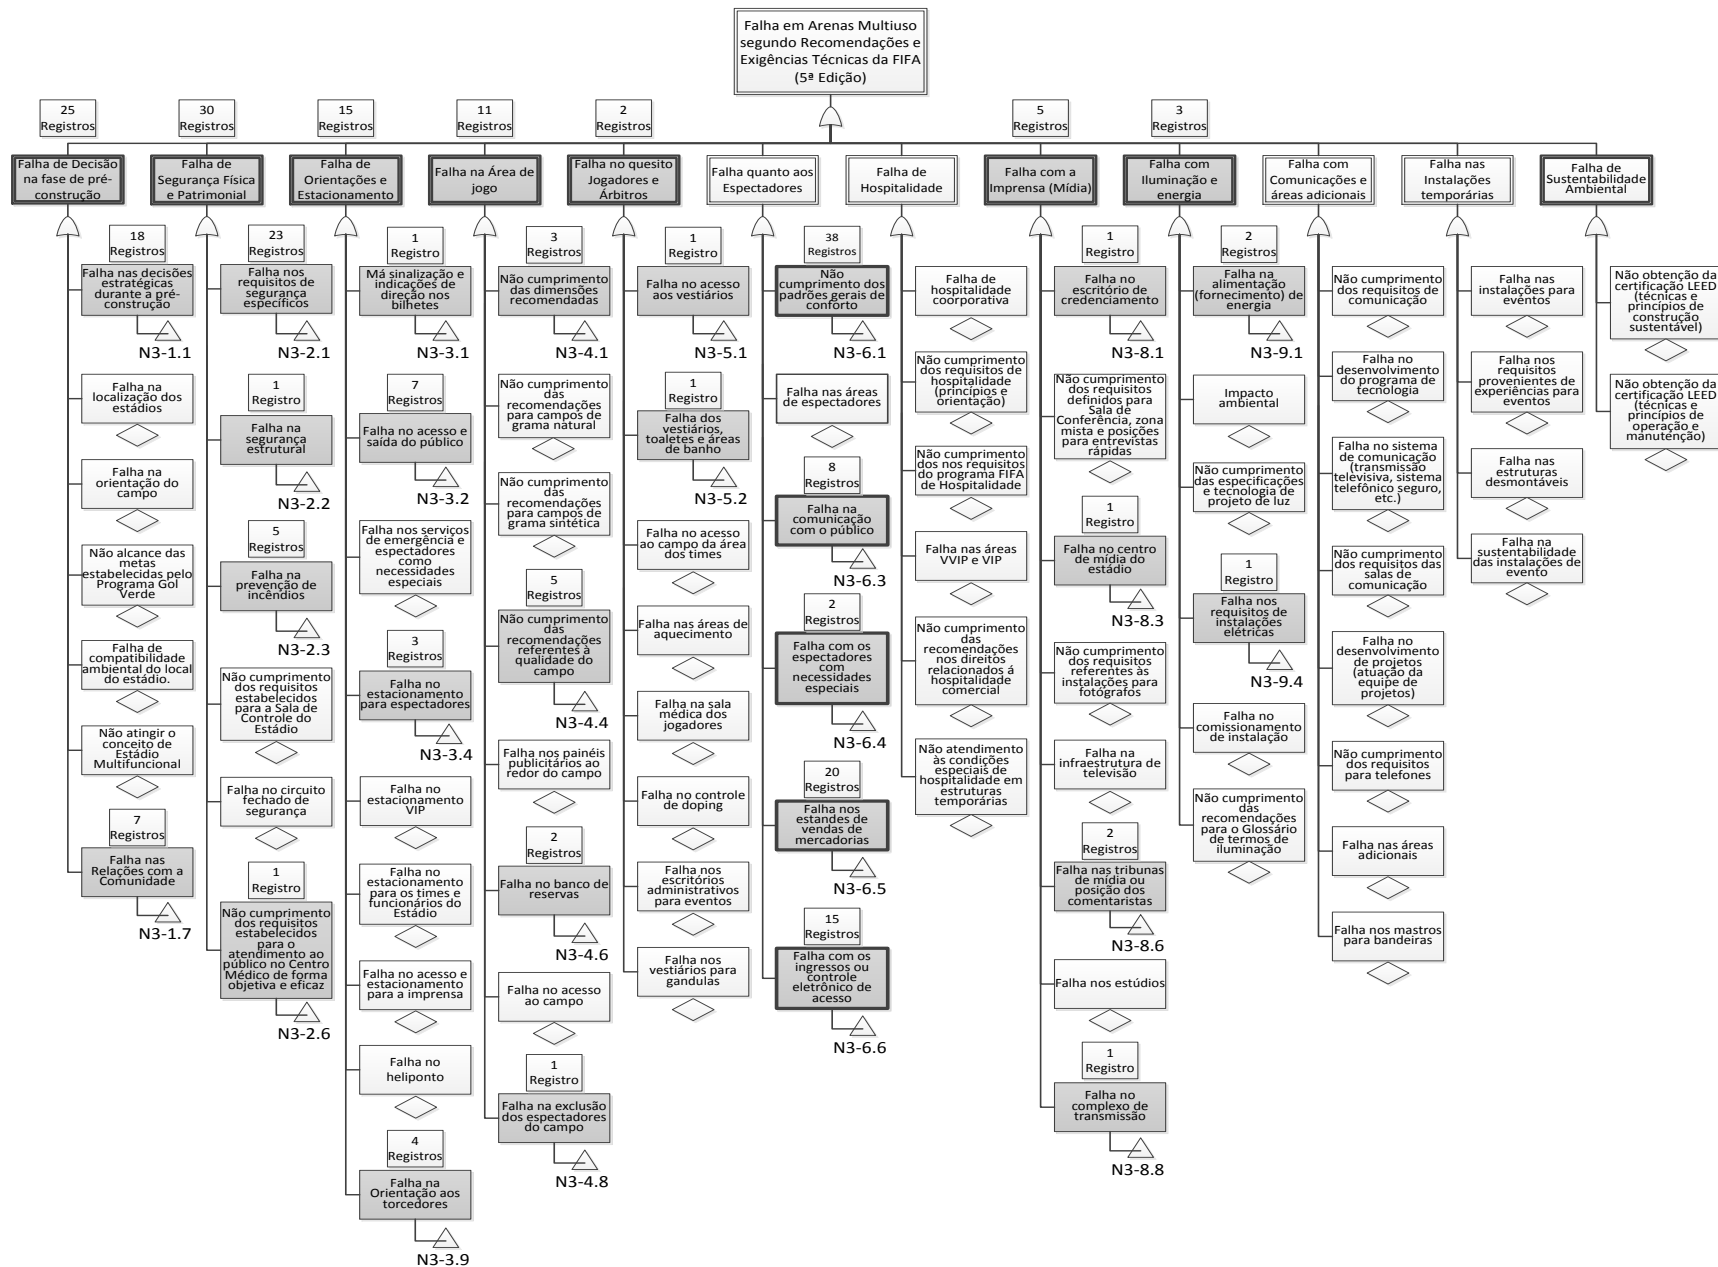 Falha em Arenas Multiuso
segundo Recomendações e
Exigências Técnicas da FIFA
(5ª Edição)
25
Registros
30
Registros
15
Registros
11
Registros
2
Registros
5
Registros
3
Registros
Falha de Decisão
na fase de pré-
construção
Falha de
Segurança Física
e Patrimonial
Falha de
Orientações e
Estacionamento
Falha na Área de
jogo
Falha no quesito
Jogadores e
Árbitros
Falha quanto aos
Espectadores
Falha de
Hospitalidade
Falha com a
Imprensa (Mídia)
Falha com
Iluminação e
energia
Falha com
Comunicações e
áreas adicionais
Falha nas
Instalações
temporárias
Falha de
Sustentabilidade
Ambiental
18
Registros
Falha nas decisões
estratégicas
durante a pré-
construção
N3-1.1
Falha na
localização dos
estádios
Falha na
orientação do
campo
Não alcance das
metas
estabelecidas pelo
Programa Gol
Verde
Falha de
compatibilidade
ambiental do local
do estádio.
Não atingir o
conceito de
Estádio
Multifuncional
7
Registros
Falha nas
Relações com a
Comunidade
N3-1.7
23
Registros
Falha nos
requisitos de
segurança
específicos
N3-2.1
1
Registro
Falha na
segurança
estrutural
N3-2.2
5
Registros
Falha na
prevenção de
incêndios
N3-2.3
Não cumprimento
dos requisitos
estabelecidos
para a Sala de
Controle do
Estádio
Falha no circuito
fechado de
segurança
1
Registro
Não cumprimento
dos requisitos
estabelecidos
para o
atendimento ao
público no Centro
Médico de forma
objetiva e eficaz
N3-2.6
1
Registro
Má sinalização e
indicações de
direção nos
bilhetes
N3-3.1
7
Registros
Falha no acesso e
saída do público
N3-3.2
Falha nos serviços
de emergência e
espectadores
como
necessidades
especiais
3
Registros
Falha no
estacionamento
para espectadores
N3-3.4
Falha no
estacionamento
VIP
Falha no
estacionamento
para os times e
funcionários do
Estádio
Falha no acesso e
estacionamento
para a imprensa
Falha no
heliponto
4
Registros
Falha na
Orientação aos
torcedores
N3-3.9
3
Registros
Não cumprimento
das dimensões
recomendadas
N3-4.1
Não cumprimento
das
recomendações
para campos de
grama natural
Não cumprimento
das
recomendações
para campos de
grama sintética
5
Registros
Não cumprimento
das
recomendações
referentes à
qualidade do
campo
N3-4.4
Falha nos painéis
publicitários ao
redor do campo
2
Registros
Falha no banco de
reservas
N3-4.6
Falha no acesso
ao campo
1
Registro
Falha na exclusão
dos espectadores
do campo
N3-4.8
1
Registro
Falha no acesso
aos vestiários
N3-5.1
1
Registro
Falha dos
vestiários,
toaletes e áreas
de banho
N3-5.2
Falha no acesso
ao campo da área
dos times
Falha nas áreas de
aquecimento
Falha na sala
médica dos
jogadores
Falha no controle
de doping
Falha nos
escritórios
administrativos
para eventos
Falha nos
vestiários para
gandulas
38
Registros
Não
cumprimento dos
padrões gerais de
conforto
N3-6.1
Falha nas áreas
de espectadores
8
Registros
Falha na
comunicação
com o público
N3-6.3
2
Registros
Falha com os
espectadores com
necessidades
especiais
N3-6.4
20
Registros
Falha nos
estandes de
vendas de
mercadorias
N3-6.5
15
Registros
Falha com os
ingressos ou
controle
eletrônico de
acesso
N3-6.6
Falha de
hospitalidade
coorporativa
Não cumprimento
dos requisitos de
hospitalidade
(princípios e
orientação)
Não cumprimento
dos nos requisitos
do programa FIFA
de Hospitalidade
Falha nas áreas
VVIP e VIP
Não cumprimento
das
recomendações
nos direitos
relacionados á
hospitalidade
comercial
Não atendimento
às condições
especiais de
hospitalidade em
estruturas
temporárias
1
Registro
Falha no
escritório de
credenciamento
N3-8.1
Não cumprimento
dos requisitos
definidos para
Sala de
Conferência, zona
mista e posições
para entrevistas
rápidas
1
Registro
Falha no centro
de mídia do
estádio
N3-8.3
Não cumprimento
dos requisitos
referentes às
instalações para
fotógrafos
Falha na
infraestrutura de
televisão
2
Registros
Falha nas tribunas
de mídia ou
posição dos
comentaristas
N3-8.6
Falha nos estúdios
1
Registro
Falha no
complexo de
transmissão
N3-8.8
2
Registros
Falha na
alimentação
(fornecimento) de
energia
N3-9.1
Impacto
ambiental
Não cumprimento
das especificações
e tecnologia de
projeto de luz
1
Registro
Falha nos
requisitos de
instalações
elétricas
N3-9.4
Falha no
comissionamento
de instalação
Não cumprimento
das
recomendações
para o Glossário
de termos de
iluminação
Não cumprimento
dos requisitos de
comunicação
Falha no
desenvolvimento
do programa de
tecnologia
Falha no sistema
de comunicação
(transmissão
televisiva, sistema
telefônico seguro,
etc.)
Não cumprimento
dos requisitos das
salas de
comunicação
Falha no
desenvolvimento
de projetos
(atuação da
equipe de
projetos)
Não cumprimento
dos requisitos
para telefones
Falha nas áreas
adicionais
Falha nos mastros
para bandeiras
Falha nas
instalações para
eventos
Falha nos
requisitos
provenientes de
experiências para
eventos
Falha nas
estruturas
desmontáveis
Falha na
sustentabilidade
das instalações de
evento
Não obtenção da
certificação LEED
(técnicas e
princípios de
construção
sustentável)
Não obtenção da
certificação LEED
(técnicas e
princípios de
operação e
manutenção)